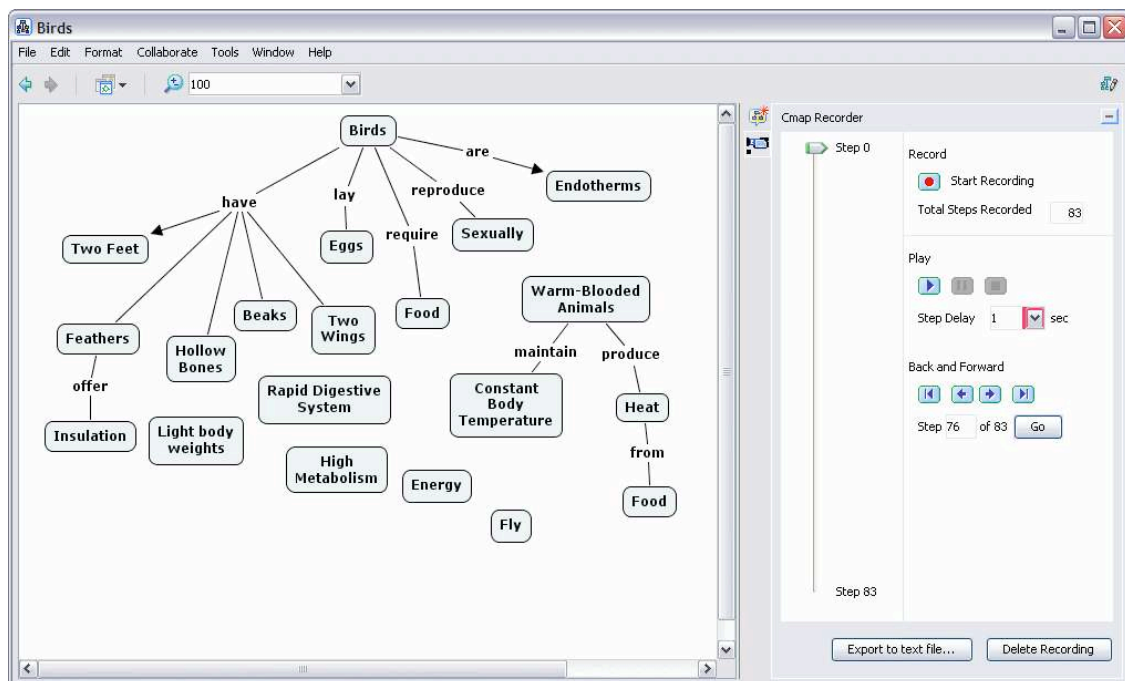 Birds
File Edit Format Collaborate Tools Window Help
100
Birds
are
Endotherms
reproduce
lay
have
Sexually
require
Two Feet
Eggs
Warm-Blooded
Animals
Beaks
Food
Two
Wings
Feathers
Hollow
Bones
maintain
produce
offer
Rapid Digestive
System
Constant
Body
Temperature
Heat
Insulation
Light body
weights
from
High
Metabolism
Energy
Food
Fly
Cmap Recorder
Step 0
Step 83
Record
Start Recording
Total Steps Recorded 83
Play
Step Delay 1 sec
Back and Forward
Step 76 of 83 Go
Export to text file... Delete Recording